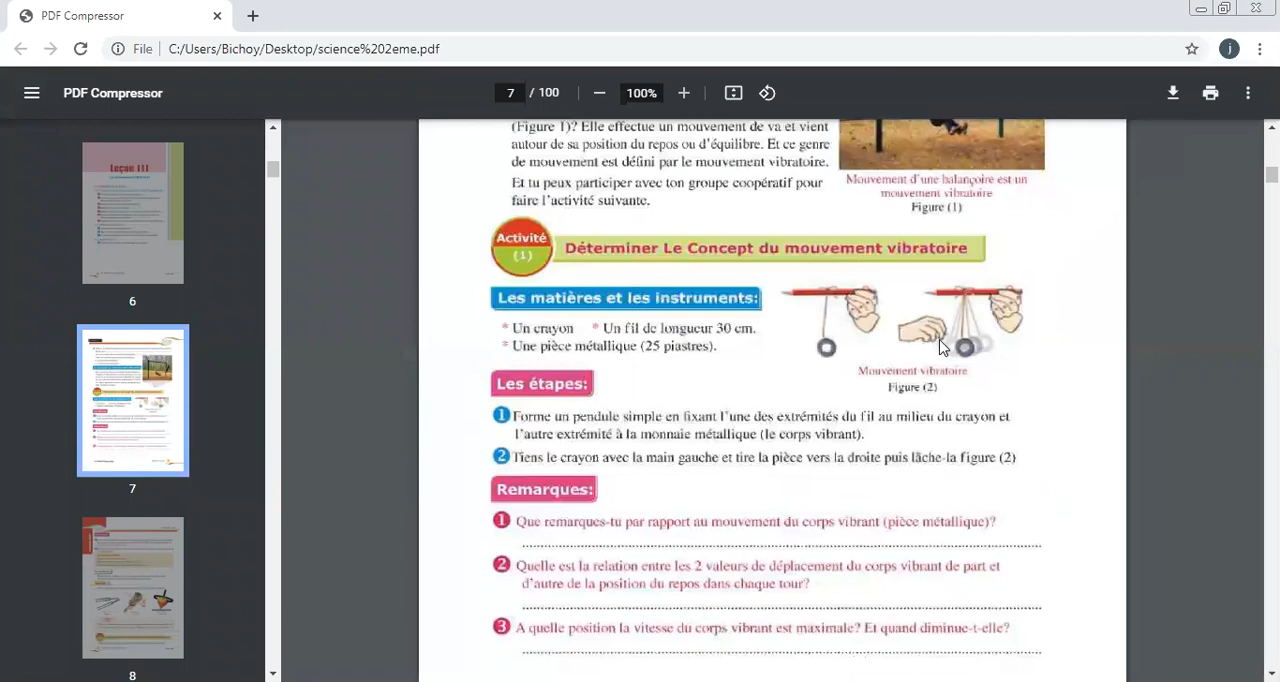 PDF Compressor
File
C:/Users/Bichoy/Desktop/science%202eme.pdf
j
PDF Compressor
7 / 100
100%
Leçon III
6
7
8
(Figure 1)? Elle effectue un mouvement de va et vient
autour de sa position du repos ou d'équilibre. Et ce genre
de mouvement est défini par le mouvement vibratoire.
Et tu peux participer avec ton groupe coopératif pour
faire l'activité suivante.
Mouvement d'une balançoire est un
mouvement vibratoire
Figure (1)
Activité
(1)
Déterminer Le Concept du mouvement vibratoire
Les matières et les instruments:
* Un crayon * Un fil de longueur 30 cm.
* Une pièce métallique (25 piastres).
Mouvement vibratoire
Figure (2)
Les étapes:
1 Forme un pendule simple en fixant l'une des extrémités du fil au milieu du crayon et
l'autre extrémité à la monnaie métallique (le corps vibrant).
2 Tiens le crayon avec la main gauche et tire la pièce vers la droite puis lâche-la figure (2)
Remarques:
1 Que remarques-tu par rapport au mouvement du corps vibrant (pièce métallique)?
2 Quelle est la relation entre les 2 valeurs de déplacement du corps vibrant de part et
d'autre de la position du repos dans chaque tour?
3 A quelle position la vitesse du corps vibrant est maximale? Et quand diminue-t-elle?